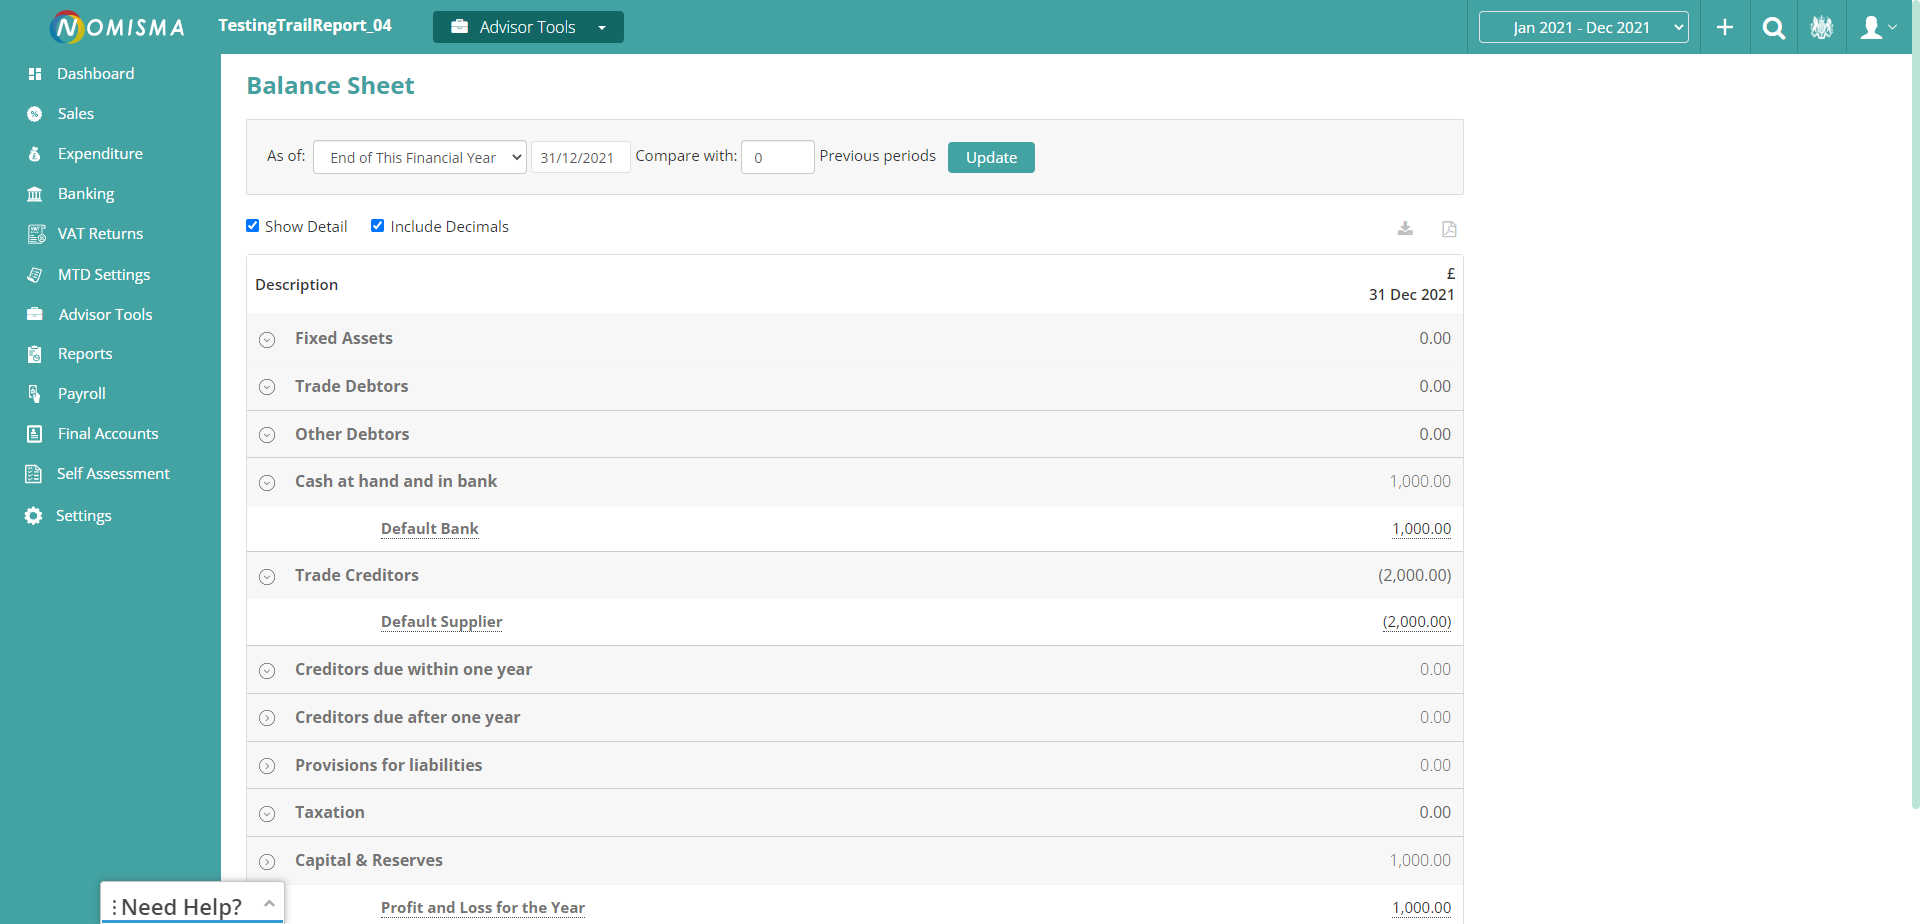 NOMISMA
TestingTrailReport_04
Advisor Tools
Jan 2021 - Dec 2021
Dashboard
Sales
Expenditure
Banking
VAT Returns
MTD Settings
Advisor Tools
Reports
Payroll
Final Accounts
Self Assessment
Settings
Balance Sheet
As of: End of This Financial Year 31/12/2021 Compare with: 0 Previous periods Update
Show Detail Include Decimals
£
Description 31 Dec 2021
Fixed Assets 0.00
Trade Debtors 0.00
Other Debtors 0.00
Cash at hand and in bank 1,000.00
Default Bank 1,000.00
Trade Creditors (2,000.00)
Default Supplier (2,000.00)
Creditors due within one year 0.00
Creditors due after one year 0.00
Provisions for liabilities 0.00
Taxation 0.00
Capital & Reserves 1,000.00
Profit and Loss for the Year 1,000.00
Need Help?